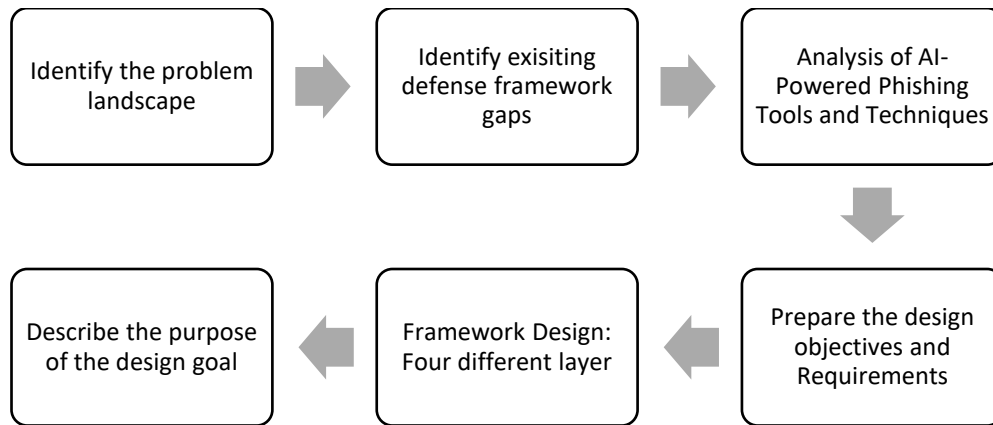 Identify the problem
landscape
Identify exisiting
defense framework
gaps
Analysis of AI-
Powered Phishing
Tools and Techniques
Prepare the design
objectives and
Requirements
Framework Design:
Four different layer
Describe the purpose
of the design goal